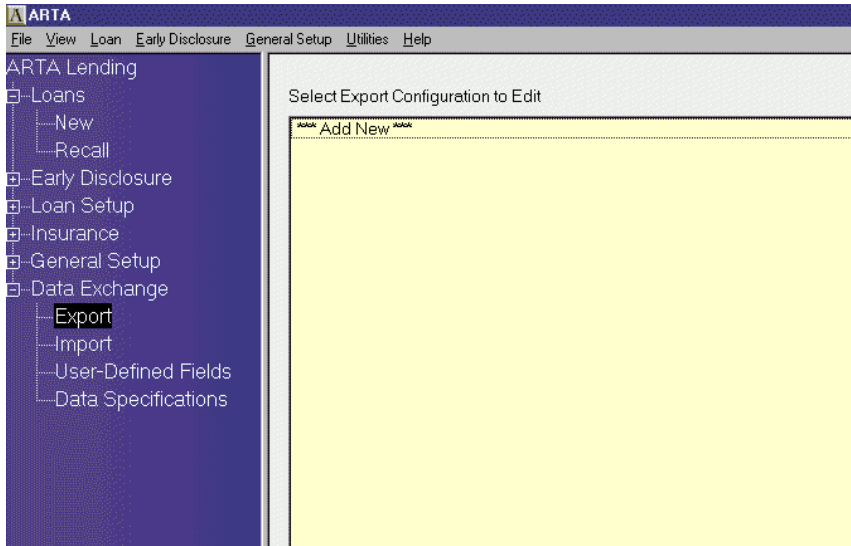 ARTA
File View Loan Early Disclosure General Setup Utilities Help
ARTA Lending
Loans
New
Recall
Early Disclosure
Loan Setup
Insurance
General Setup
Data Exchange
Export
Import
User-Defined Fields
Data Specifications
Select Export Configuration to Edit
*** Add New ***